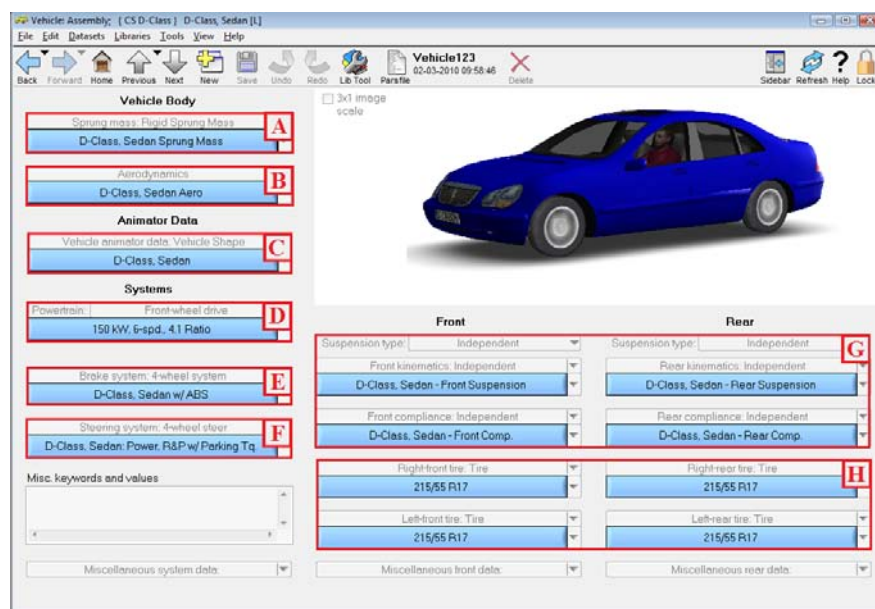 Vehicle: Assembly; { CS D-Class } D-Class, Sedan [L]
File Edit Datasets Libraries Tools View Help
Back Forward Home Previous Next New Save Undo Redo Lib Tool Parsfile Vehicle123 02-03-2010 09:58:46 Delete Sidebar Refresh Help Lock
Vehicle Body
Sprung mass: Rigid Sprung Mass A
D-Class, Sedan Sprung Mass
Aerodynamics B
D-Class, Sedan Aero
Animator Data
Vehicle animator data: Vehicle Shape C
D-Class, Sedan
Systems
Powertrain: Front-wheel drive D
150 kW, 6-spd., 4.1 Ratio
Brake system: 4-wheel system E
D-Class, Sedan w/ ABS
Steering system: 4-wheel steer F
D-Class, Sedan: Power, R&P w/ Parking Tq.
Misc. keywords and values
Miscellaneous system data:
3x1 image
scale
Front Rear
Suspension type: Independent Suspension type: Independent G
Front kinematics: Independent Rear kinematics: Independent
D-Class, Sedan - Front Suspension D-Class, Sedan - Rear Suspension
Front compliance: Independent Rear compliance: Independent
D-Class, Sedan - Front Comp. D-Class, Sedan - Rear Comp.
Right-front tire: Tire Right-rear tire: Tire H
215/55 R17 215/55 R17
Left-front tire: Tire Left-rear tire: Tire
215/55 R17 215/55 R17
Miscellaneous front data: Miscellaneous rear data: